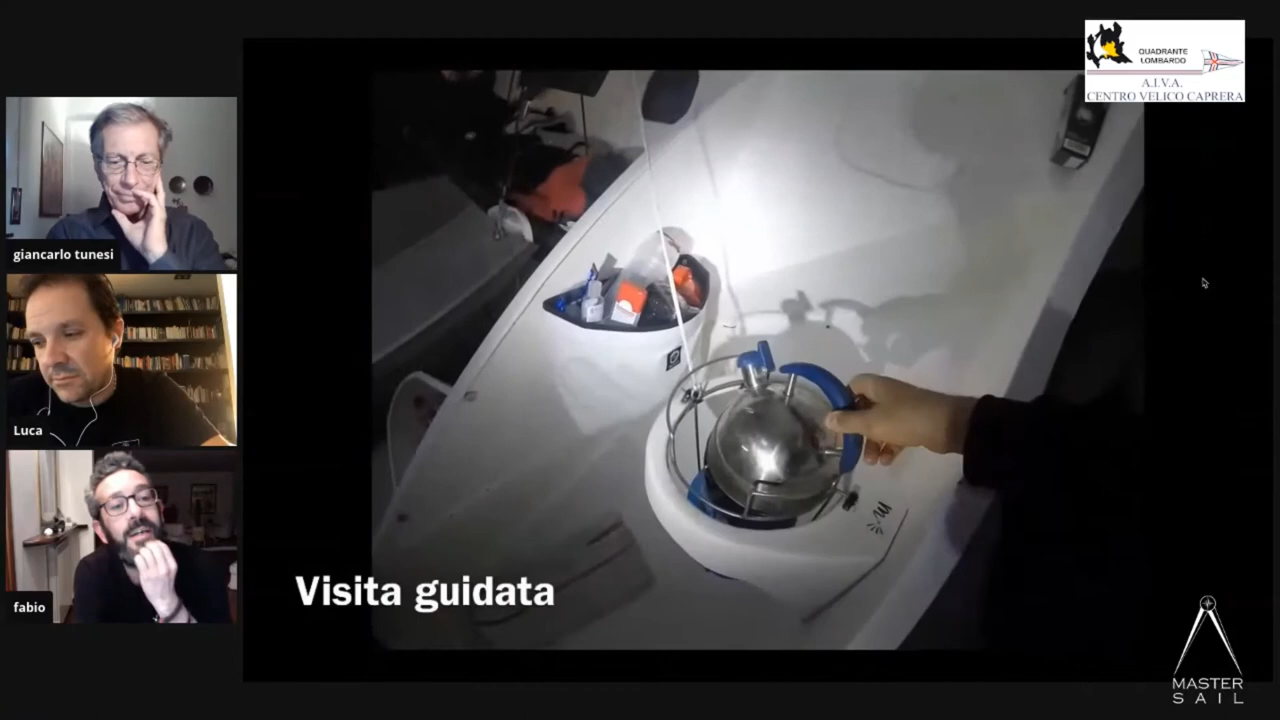 QUADRANTE
LOMBARDO
A.I.V.A.
CENTRO VELICO CAPRERA
giancarlo tunesi
Luca
fabio
Visita guidata
MASTER
SAIL